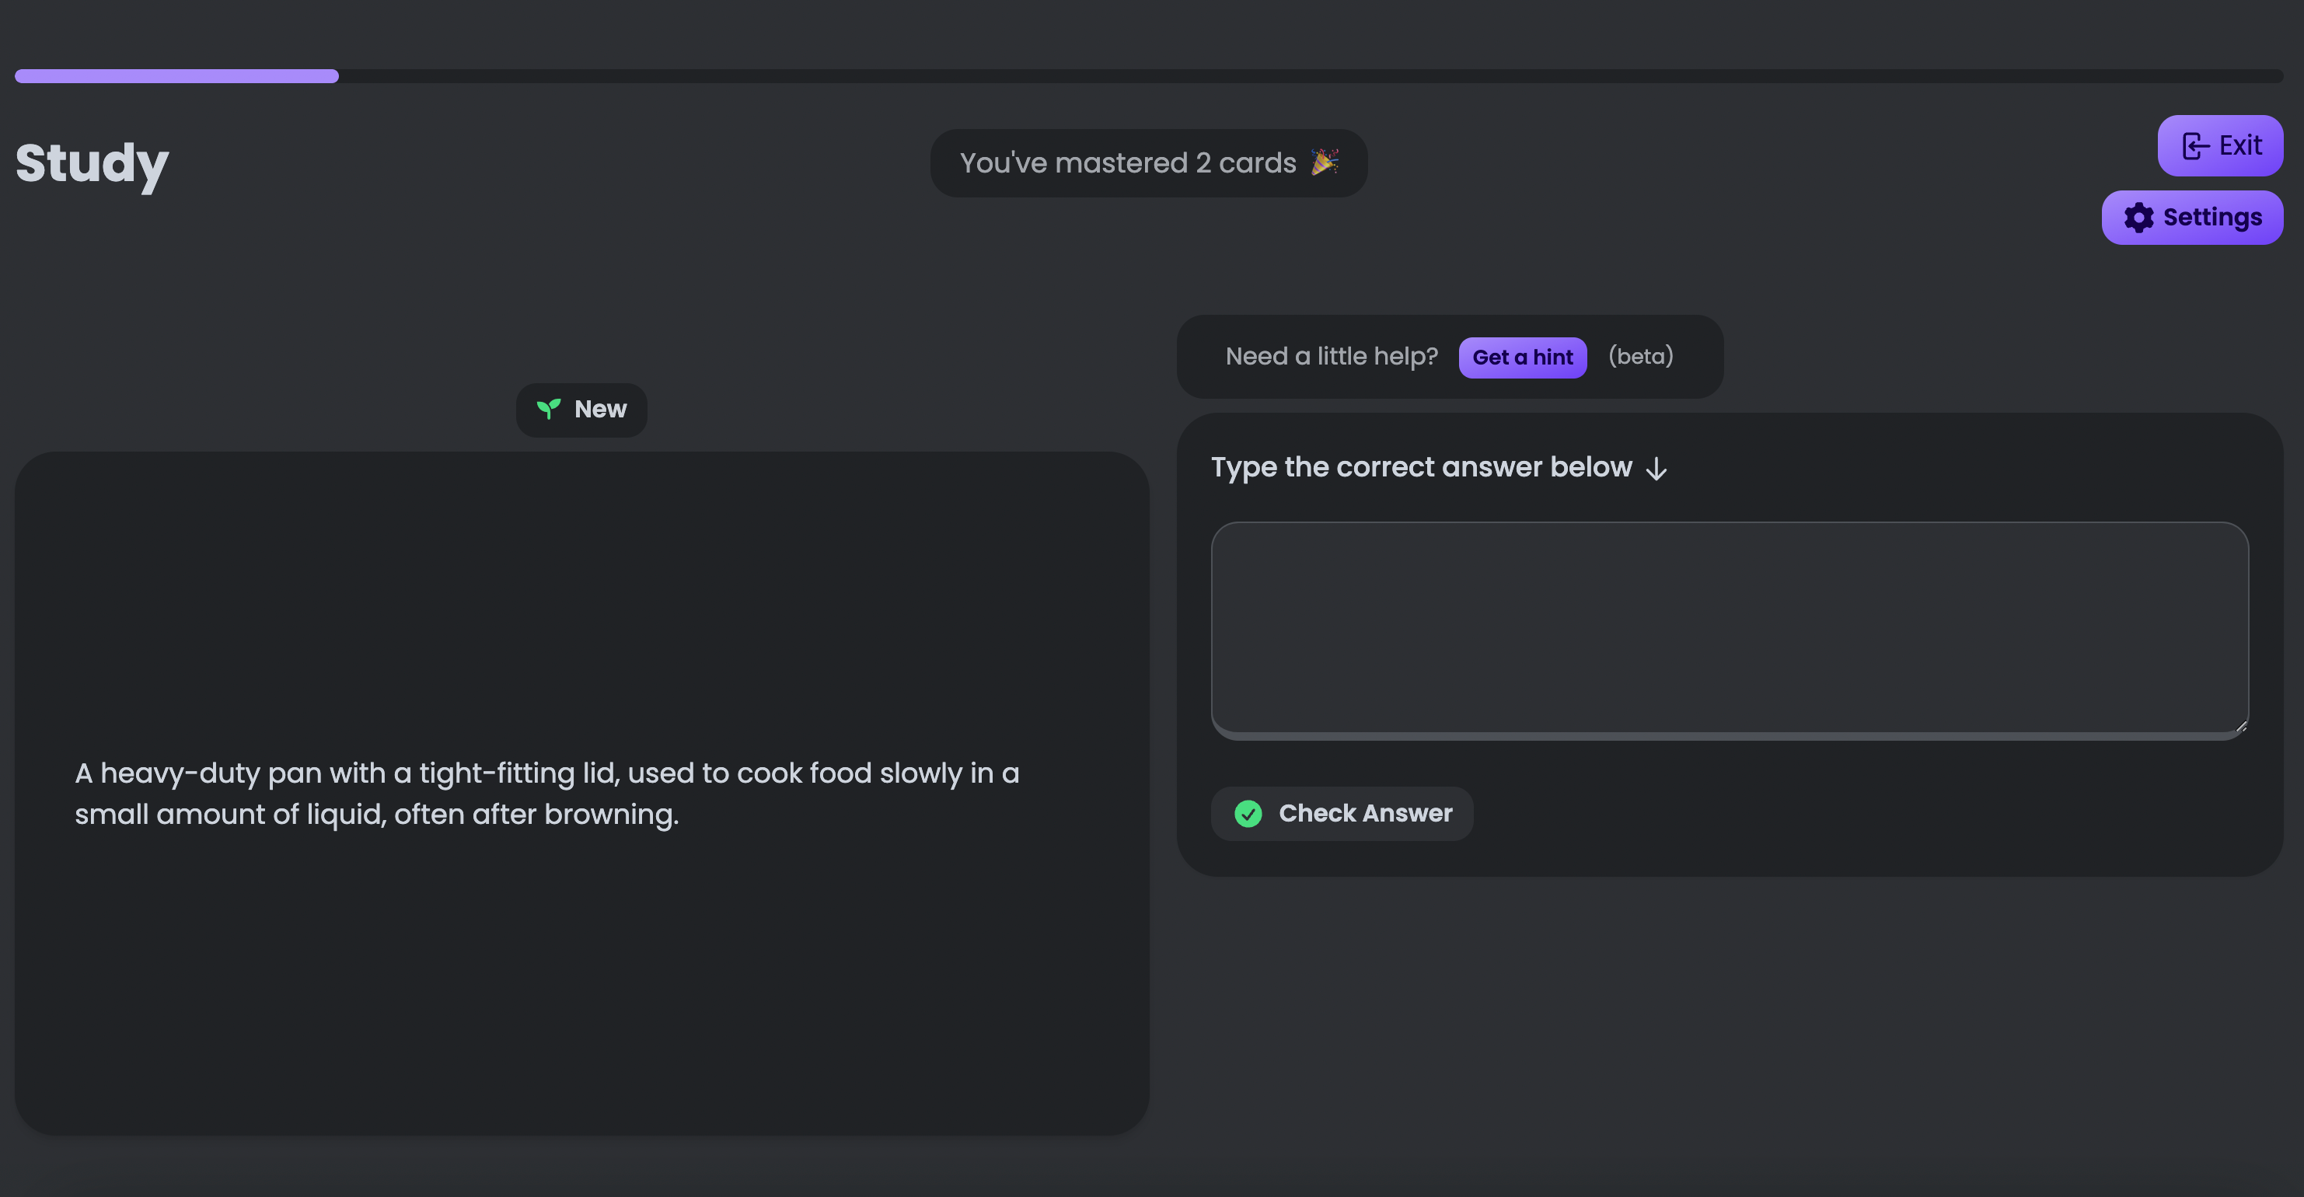 Study
You've mastered 2 cards 🎉
Exit
Settings
Need a little help? Get a hint (beta)
New
Type the correct answer below ↓
A heavy-duty pan with a tight-fitting lid, used to cook food slowly in a
small amount of liquid, often after browning.
Check Answer